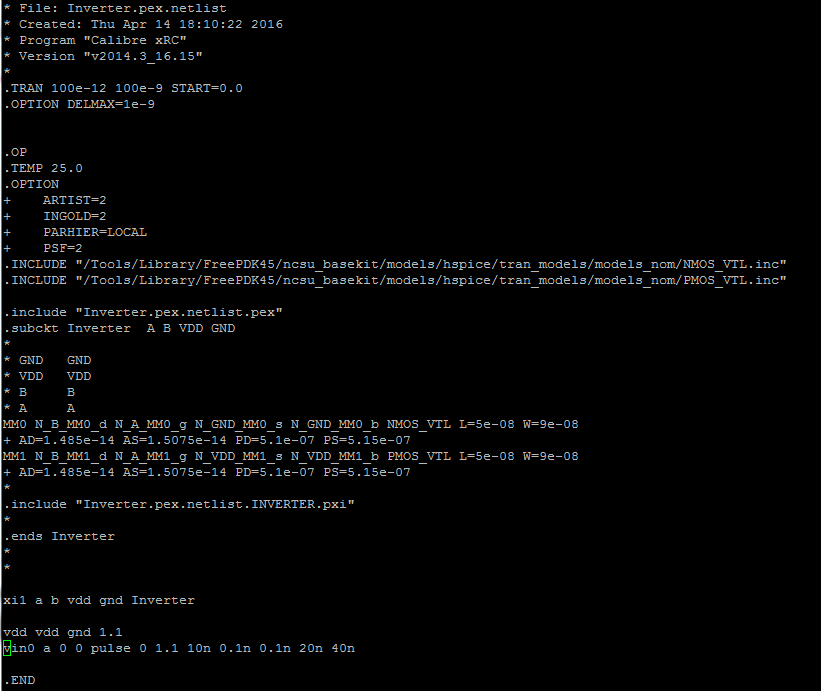 * File: Inverter.pex.netlist
* Created: Thu Apr 14 18:10:22 2016
* Program "Calibre xRC"
* Version "v2014.3_16.15"
*
.TRAN 100e-12 100e-9 START=0.0
.OPTION DELMAX=1e-9
.OP
.TEMP 25.0
.OPTION
+    ARTIST=2
+    INGOLD=2
+    PARHIER=LOCAL
+    PSF=2
.INCLUDE "/Tools/Library/FreePDK45/ncsu_basekit/models/hspice/tran_models/models_nom/NMOS_VTL.inc"
.INCLUDE "/Tools/Library/FreePDK45/ncsu_basekit/models/hspice/tran_models/models_nom/PMOS_VTL.inc"
.include "Inverter.pex.netlist.pex"
.subckt Inverter  A B VDD GND
*
* GND   GND
* VDD   VDD
* B     B
* A     A
MM0 N_B_MM0_d N_A_MM0_g N_GND_MM0_s N_GND_MM0_b NMOS_VTL L=5e-08 W=9e-08
+ AD=1.485e-14 AS=1.5075e-14 PD=5.1e-07 PS=5.15e-07
MM1 N_B_MM1_d N_A_MM1_g N_VDD_MM1_s N_VDD_MM1_b PMOS_VTL L=5e-08 W=9e-08
+ AD=1.485e-14 AS=1.5075e-14 PD=5.1e-07 PS=5.15e-07
*
.include "Inverter.pex.netlist.INVERTER.pxi"
*
.ends Inverter
*
*
xi1 a b vdd gnd Inverter
vdd vdd gnd 1.1
vin0 a 0 0 pulse 0 1.1 10n 0.1n 0.1n 20n 40n
.END